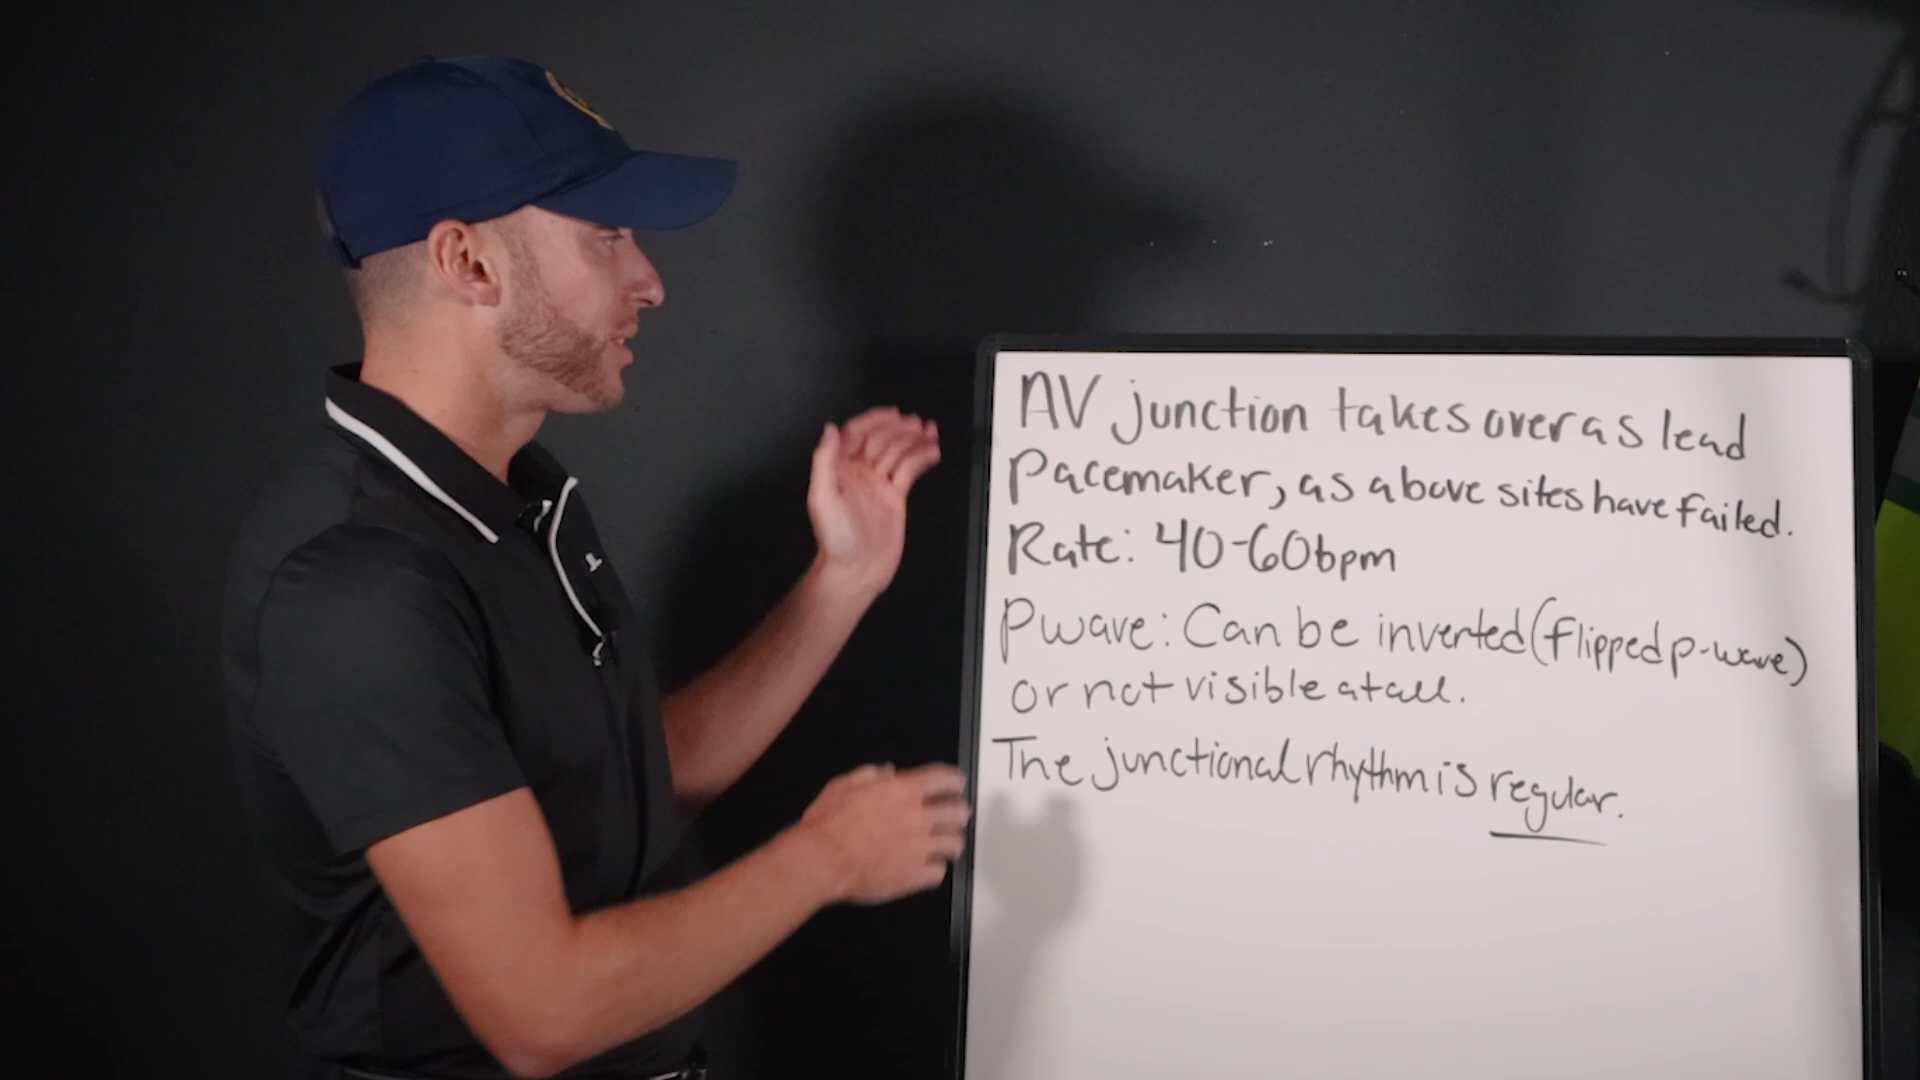 AV junction takes over as lead
Pacemaker, as above sites have failed.
Rate: 40-60bpm
P wave: Can be inverted (flipped p-wave)
or not visible at all.
The junctional rhythm is regular.